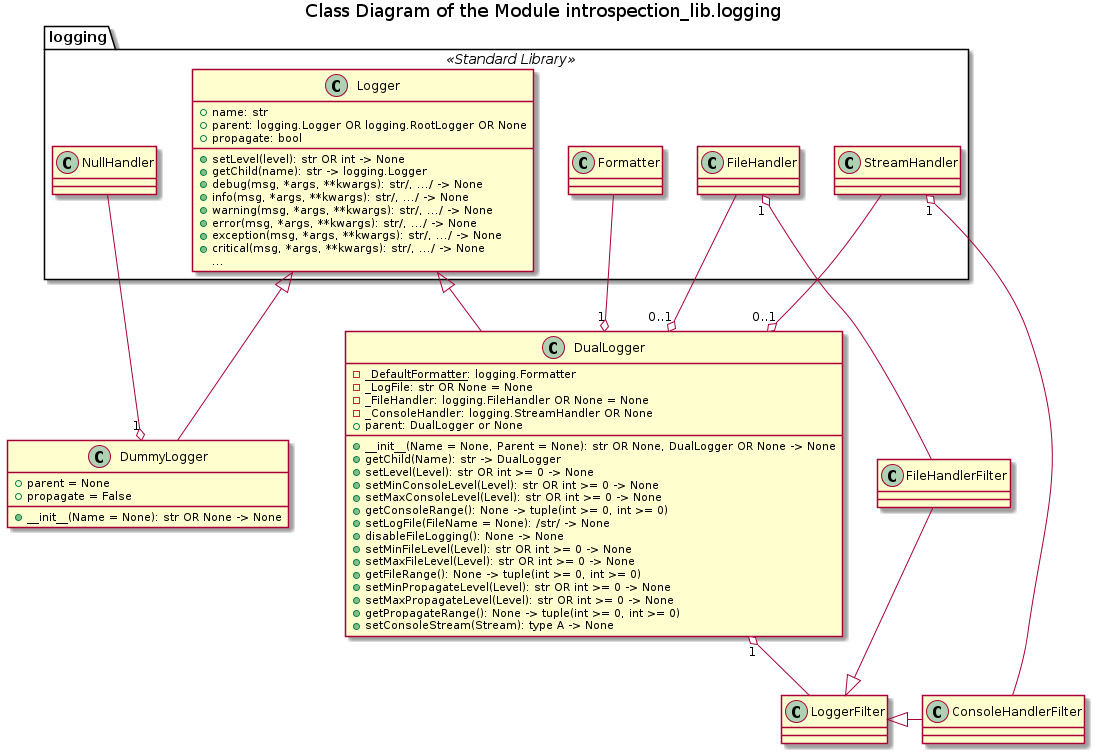 Class Diagram of the Module introspection_lib.logging
logging
«Standard Library»
C Logger
name: str
parent: logging.Logger OR logging.RootLogger OR None
propagate: bool
setLevel(level): str OR int -> None
getChild(name): str -> logging.Logger
debug(msg, *args, **kwargs): str/, .../ -> None
info(msg, *args, **kwargs): str/, .../ -> None
warning(msg, *args, **kwargs): str/, .../ -> None
error(msg, *args, **kwargs): str/, .../ -> None
exception(msg, *args, **kwargs): str/, .../ -> None
critical(msg, *args, **kwargs): str/, .../ -> None
...
C NullHandler
C Formatter
C FileHandler
C StreamHandler
1
1
1
0..1
0..1
C DualLogger
_DefaultFormatter: logging.Formatter
_LogFile: str OR None = None
_FileHandler: logging.FileHandler OR None = None
_ConsoleHandler: logging.StreamHandler OR None
parent: DualLogger or None
__init__(Name = None, Parent = None): str OR None, DualLogger OR None -> None
getChild(Name): str -> DualLogger
setLevel(Level): str OR int >= 0 -> None
setMinConsoleLevel(Level): str OR int >= 0 -> None
setMaxConsoleLevel(Level): str OR int >= 0 -> None
getConsoleRange(): None -> tuple(int >= 0, int >= 0)
setLogFile(FileName = None): /str/ -> None
disableFileLogging(): None -> None
setMinFileLevel(Level): str OR int >= 0 -> None
setMaxFileLevel(Level): str OR int >= 0 -> None
getFileRange(): None -> tuple(int >= 0, int >= 0)
setMinPropagateLevel(Level): str OR int >= 0 -> None
setMaxPropagateLevel(Level): str OR int >= 0 -> None
getPropagateRange(): None -> tuple(int >= 0, int >= 0)
setConsoleStream(Stream): type A -> None
1
C DummyLogger
parent = None
propagate = False
__init__(Name = None): str OR None -> None
C FileHandlerFilter
1
C LoggerFilter
C ConsoleHandlerFilter